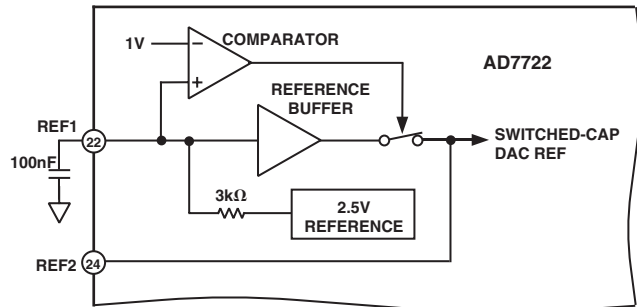 1V
–
+
COMPARATOR
AD7722
REFERENCE
BUFFER
REF1
22
100nF
SWITCHED-CAP
DAC REF
3kΩ
2.5V
REFERENCE
REF2
24